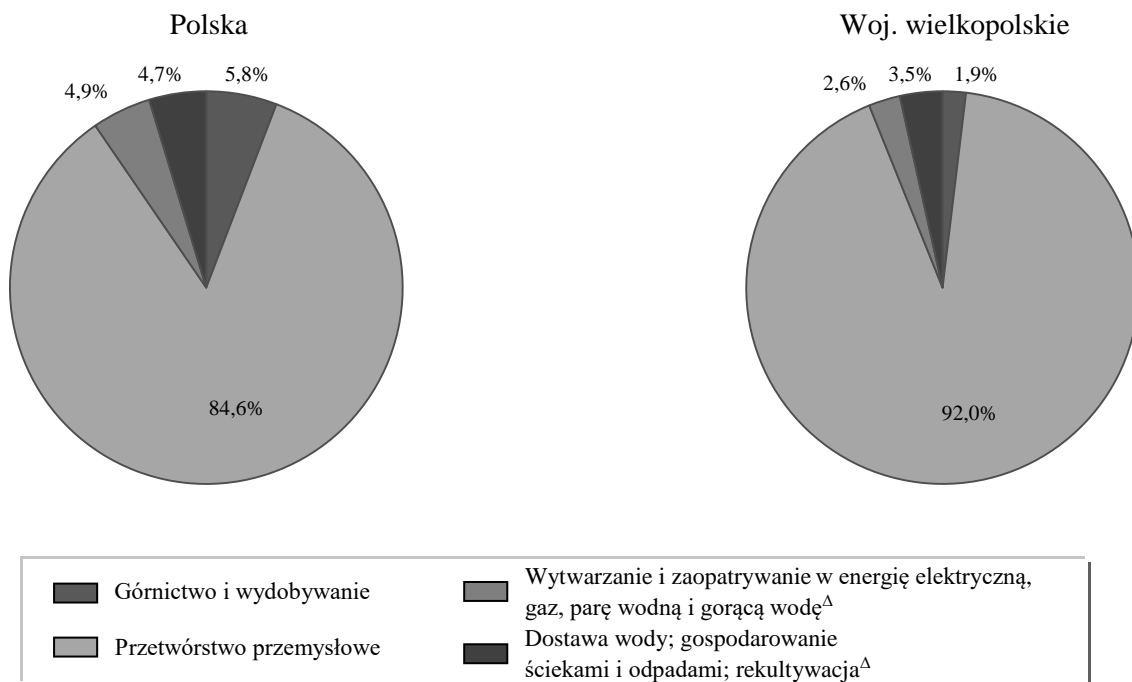 Polska
4,9%
4,7%
5,8%
84,6%
Woj. wielkopolskie
2,6%
3,5%
1,9%
92,0%
Górnictwo i wydobywanie
Przetwórstwo przemysłowe
Wytwarzanie i zaopatrywanie w energię elektryczną,
gaz, parę wodną i gorącą wodę^Δ
Dostawa wody; gospodarowanie
ściekami i odpadami; rekultywacja^Δ